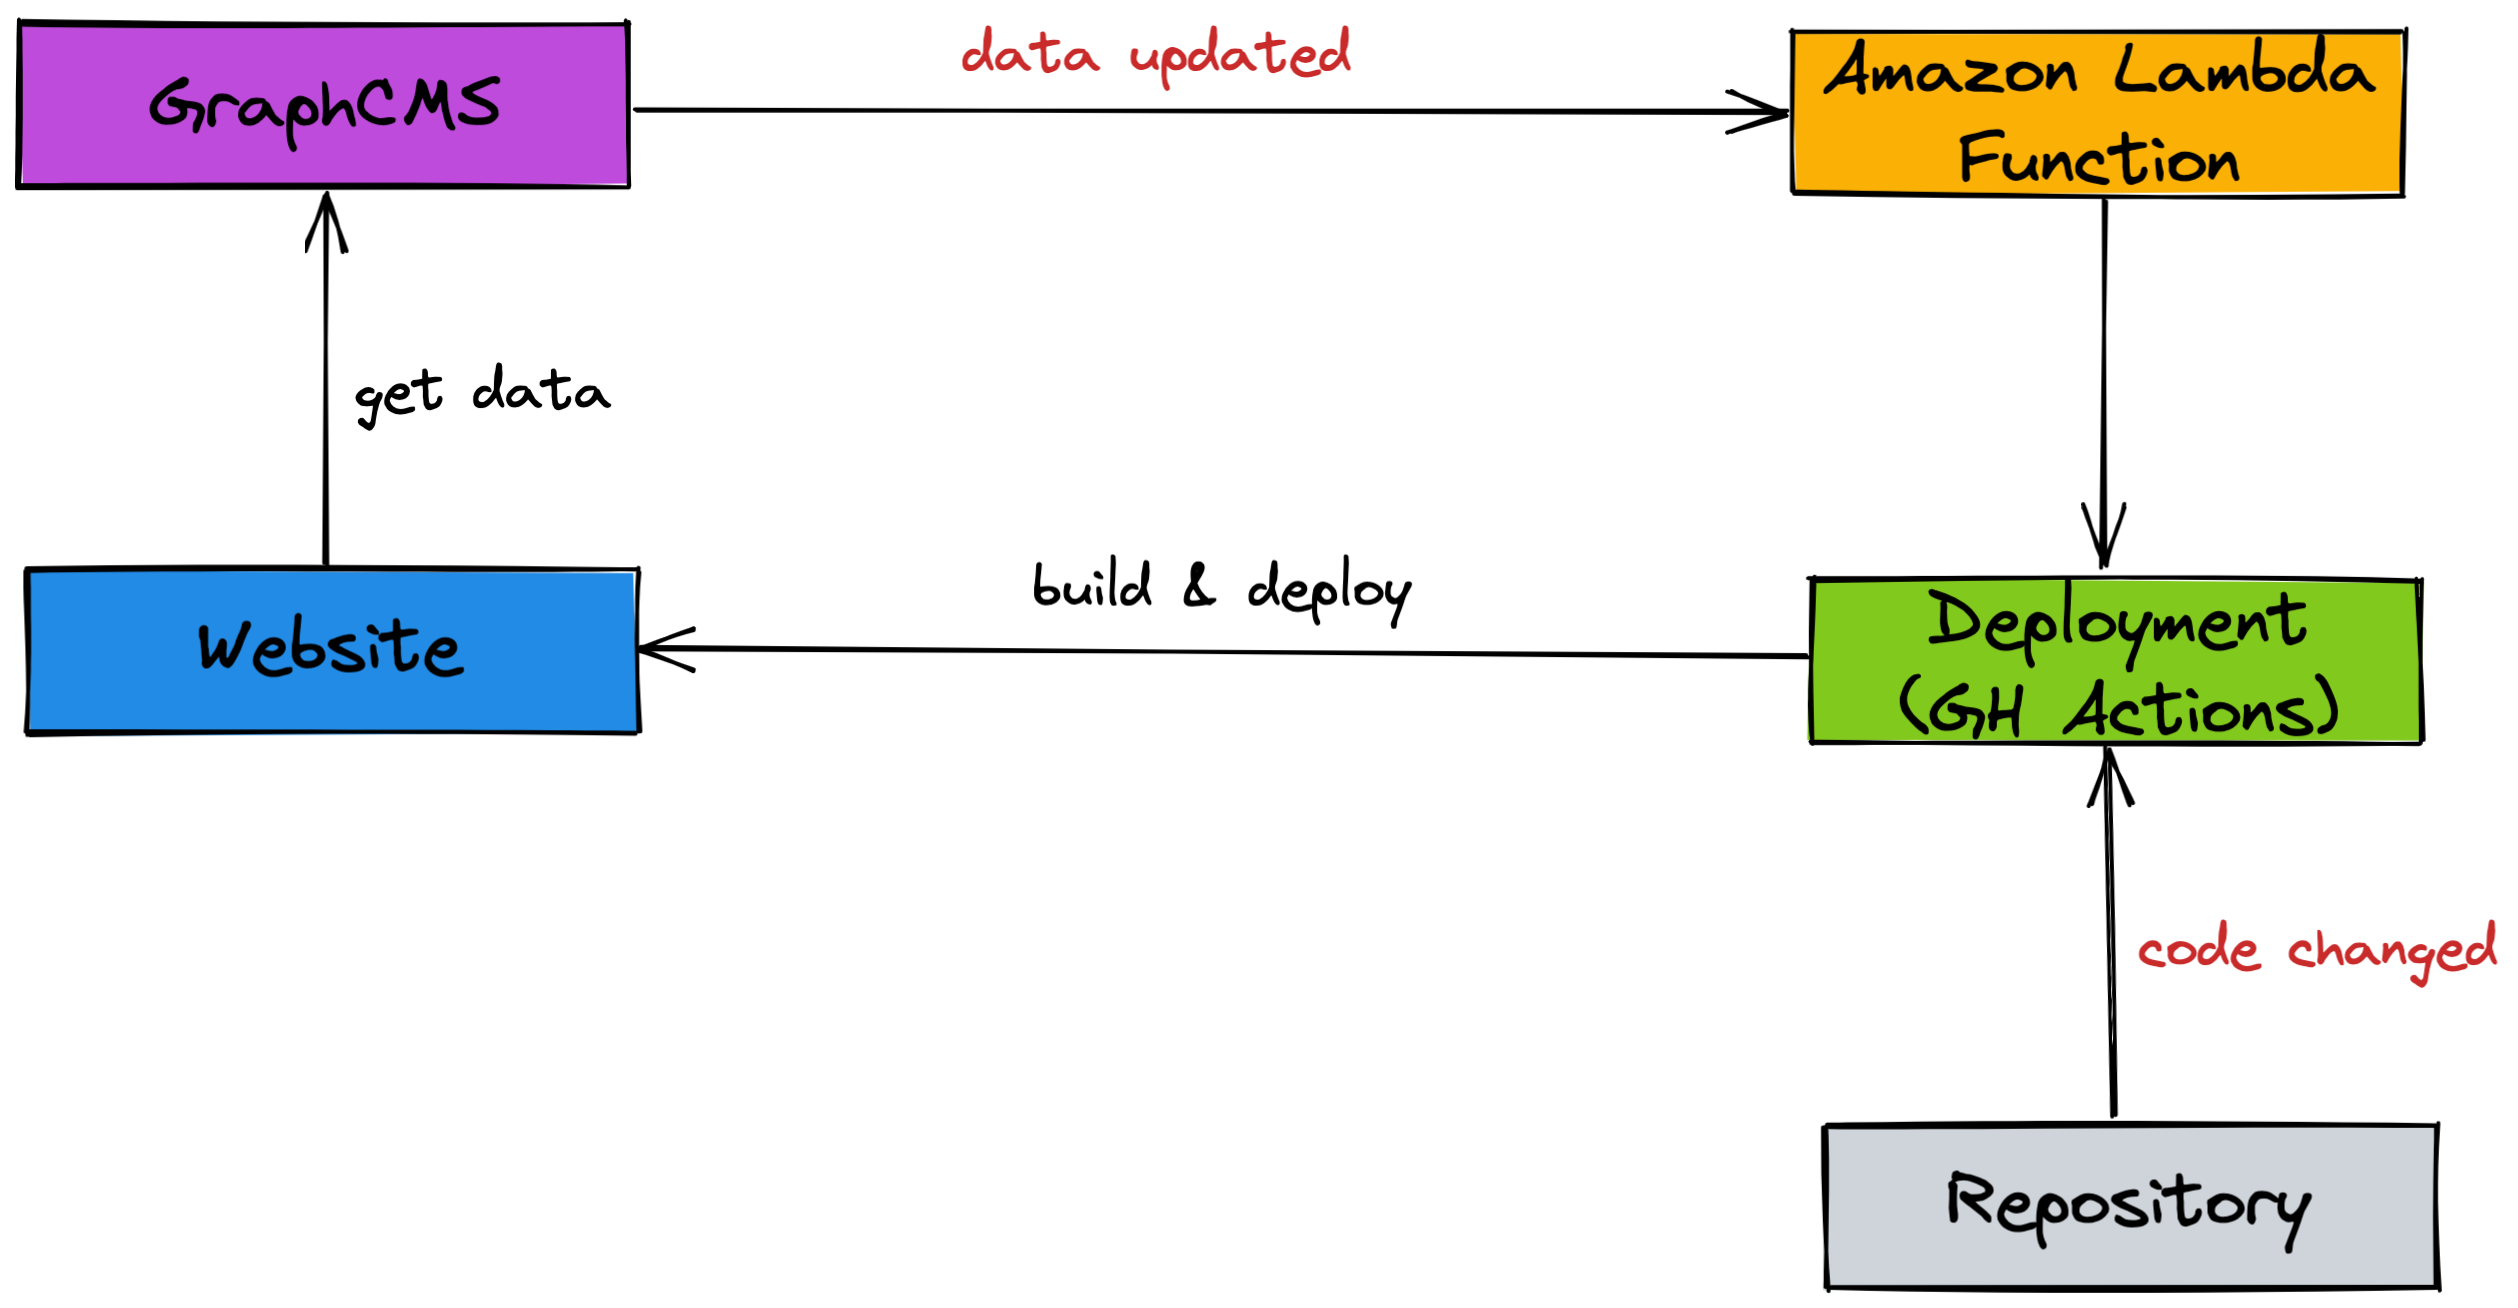 GraphCMS
data updated
Amazon Lambda
Function
get data
Website
build & deploy
Deployment
(GH Actions)
code changed
Repository